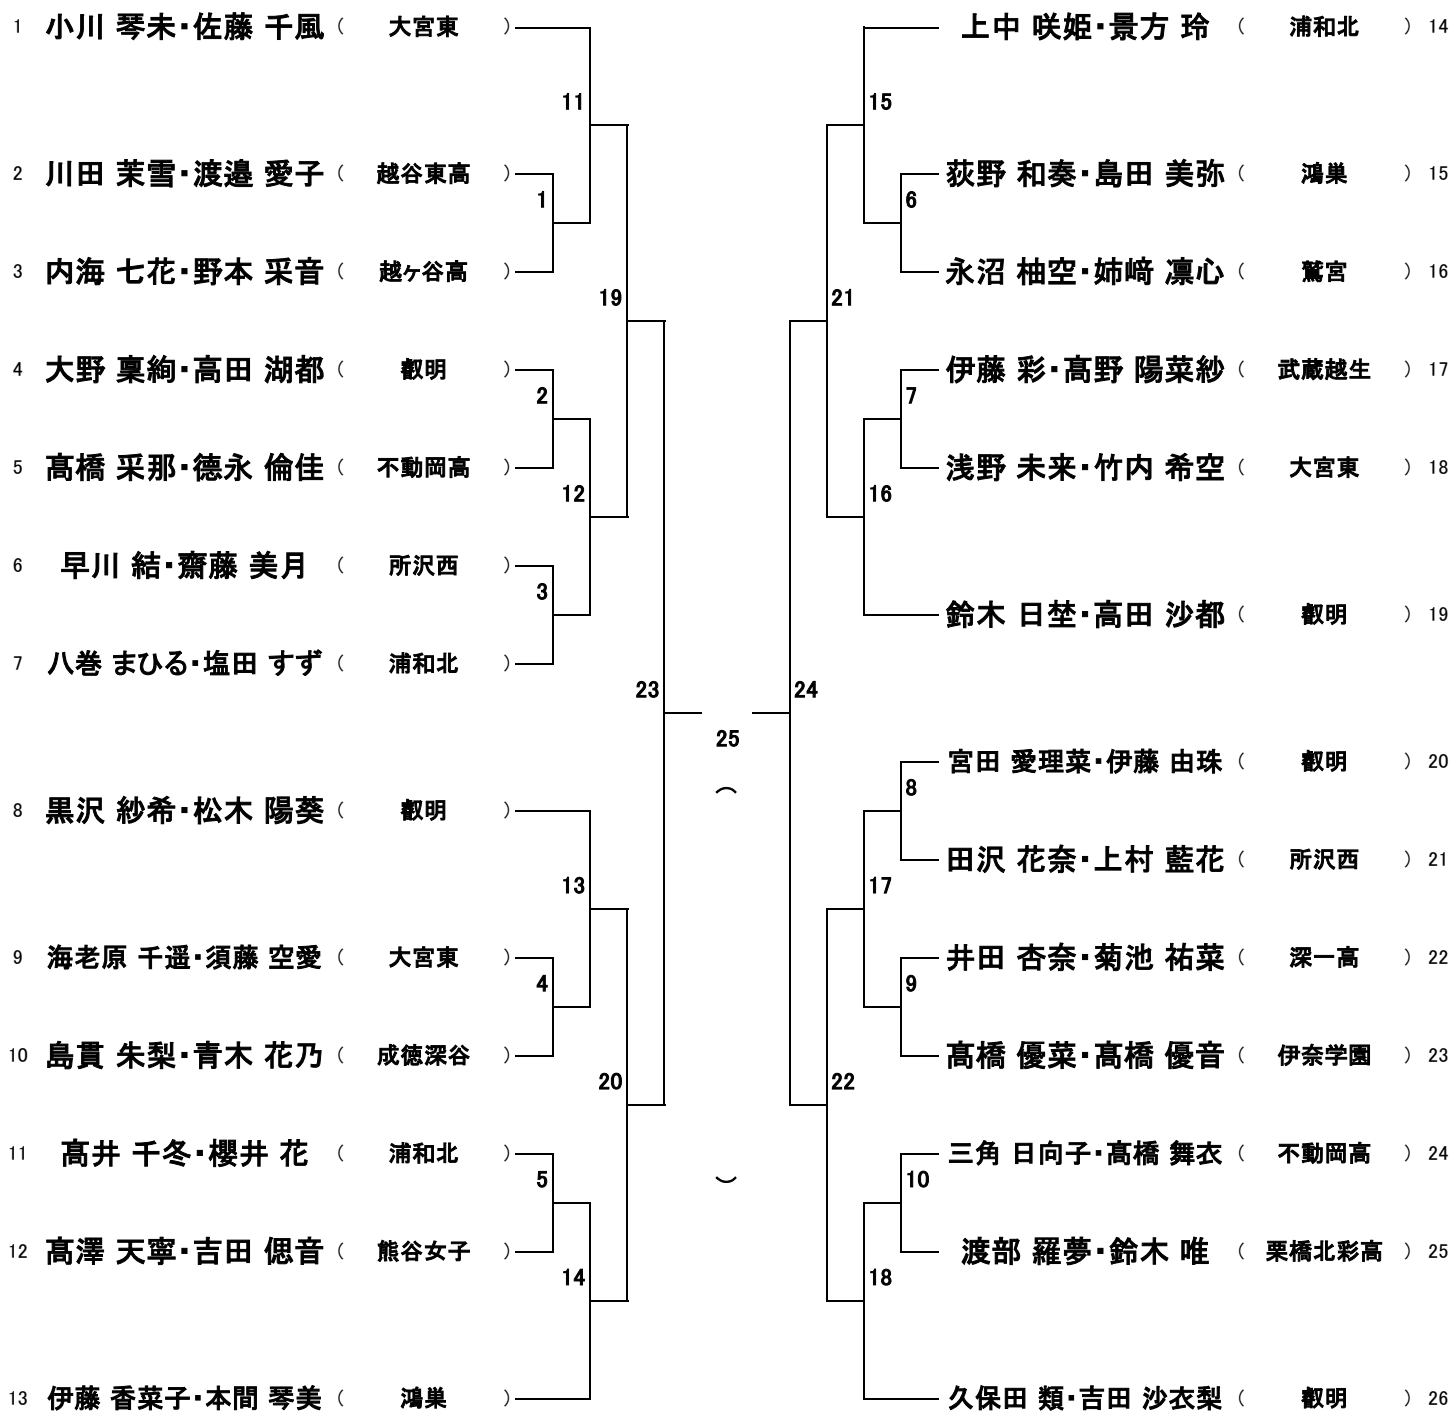 1 小川 琴未・佐藤 千風 （ 大宮東 ）
11
2 川田 茉雪・渡邉 愛子 （ 越谷東高 ）
1
3 内海 七花・野本 采音 （ 越ヶ谷高 ）
19
4 大野 稟絢・高田 湖都 （ 叡明 ）
2
5 髙橋 采那・德永 倫佳 （ 不動岡高 ）
12
6 早川 結・齋藤 美月 （ 所沢西 ）
3
7 八巻 まひる・塩田 すず （ 浦和北 ）
23
8 黒沢 紗希・松木 陽葵 （ 叡明 ）
13
9 海老原 千遥・須藤 空愛 （ 大宮東 ）
4
10 島貫 朱梨・青木 花乃 （ 成徳深谷 ）
20
11 髙井 千冬・櫻井 花 （ 浦和北 ）
5
12 髙澤 天寧・吉田 偲音 （ 熊谷女子 ）
14
13 伊藤 香菜子・本間 琴美 （ 鴻巣 ）
25
（
）
上中 咲姫・景方 玲 （ 浦和北 ） 14
15
荻野 和奏・島田 美弥 （ 鴻巣 ） 15
6
永沼 柚空・姉﨑 凛心 （ 鷲宮 ） 16
21
伊藤 彩・髙野 陽菜紗 （ 武蔵越生 ） 17
7
浅野 未来・竹内 希空 （ 大宮東 ） 18
16
鈴木 日埜・高田 沙都 （ 叡明 ） 19
24
宮田 愛理菜・伊藤 由珠 （ 叡明 ） 20
8
田沢 花奈・上村 藍花 （ 所沢西 ） 21
17
井田 杏奈・菊池 祐菜 （ 深一高 ） 22
9
髙橋 優菜・髙橋 優音 （ 伊奈学園 ） 23
22
三角 日向子・髙橋 舞衣 （ 不動岡高 ） 24
10
渡部 羅夢・鈴木 唯 （ 栗橋北彩高 ） 25
18
久保田 類・吉田 沙衣梨 （ 叡明 ） 26